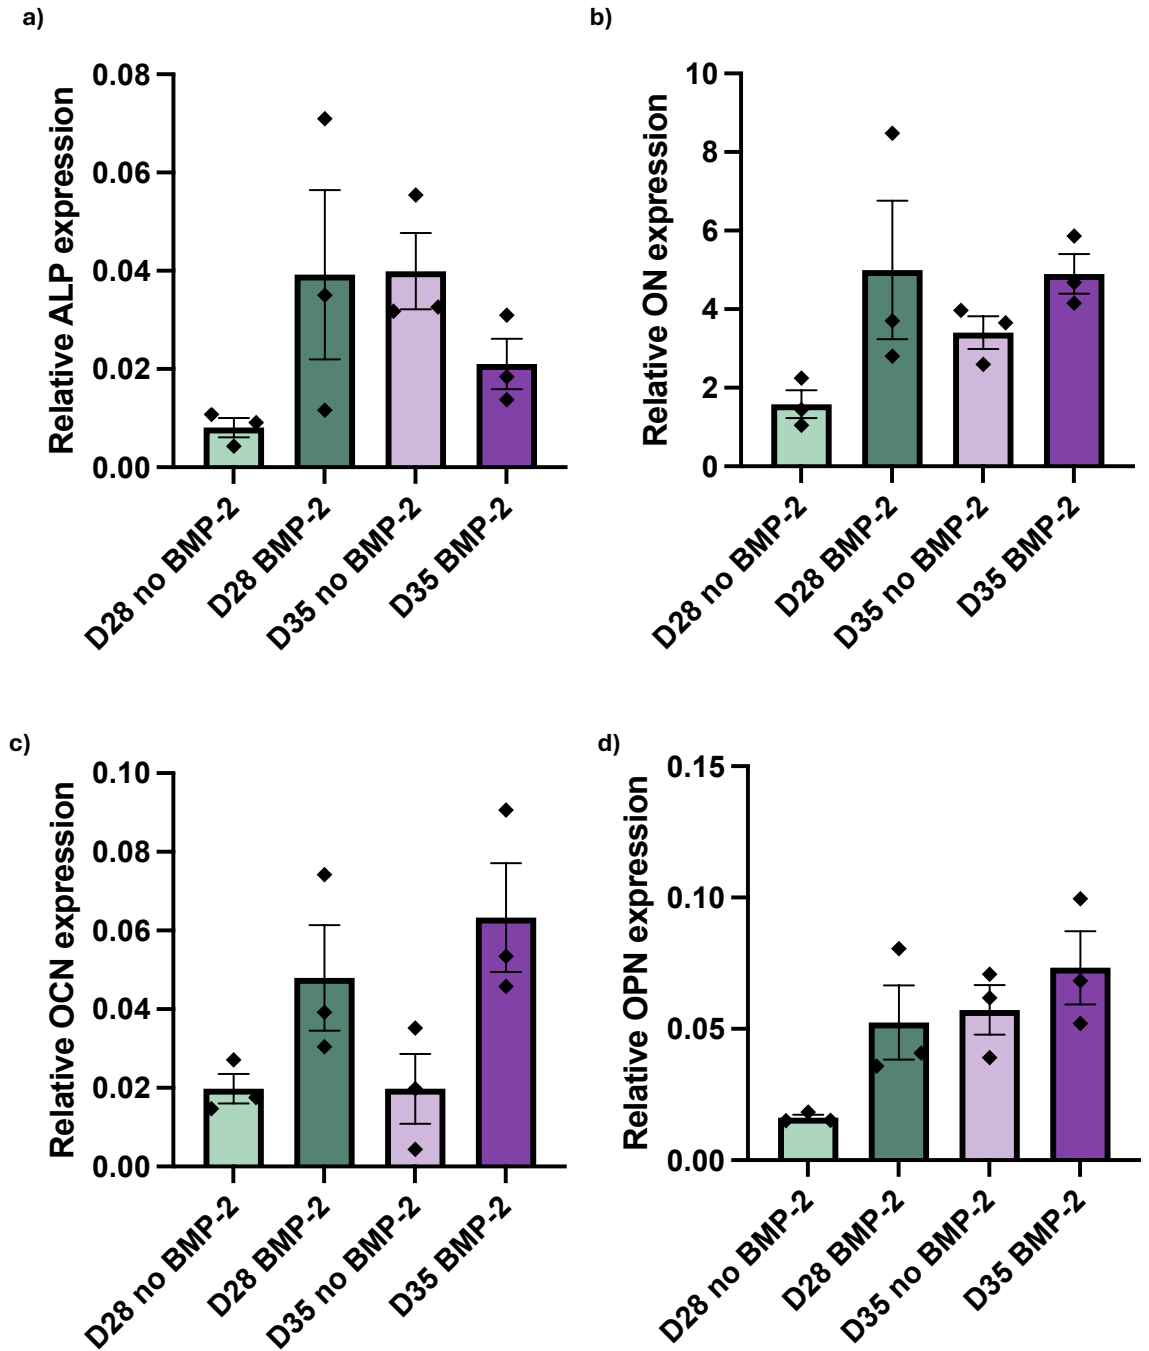 a)
Relative ALP expression
0.08
0.06
0.04
0.02
0.00
D28 no BMP-2
D28 BMP-2
D35 no BMP-2
D35 BMP-2
b)
Relative ON expression
10
8
6
4
2
0
D28 no BMP-2
D28 BMP-2
D35 no BMP-2
D35 BMP-2
c)
Relative OCN expression
0.10
0.08
0.06
0.04
0.02
0.00
D28 no BMP-2
D28 BMP-2
D35 no BMP-2
D35 BMP-2
d)
Relative OPN expression
0.15
0.10
0.05
0.00
D28 no BMP-2
D28 BMP-2
D35 no BMP-2
D35 BMP-2